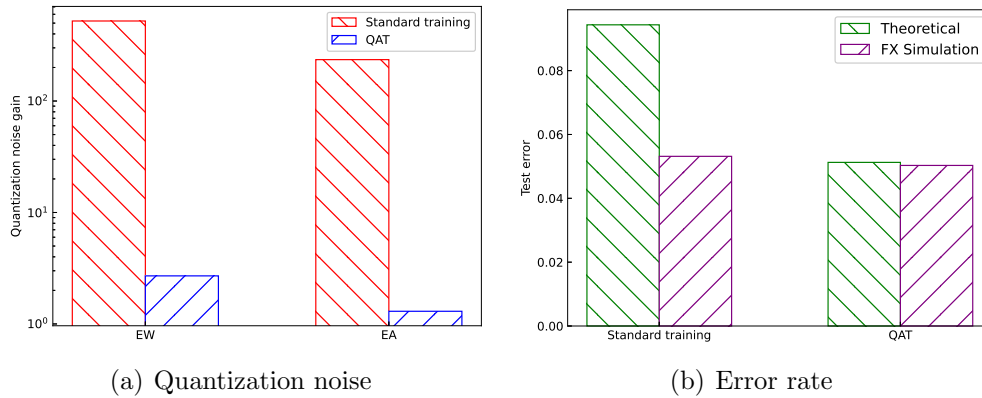 Standard training
QAT
Quantization noise gain
10²
10¹
10⁰
EW
EA
(a) Quantization noise
Theoretical
FX Simulation
Test error
0.08
0.06
0.04
0.02
0.00
Standard training
QAT
(b) Error rate